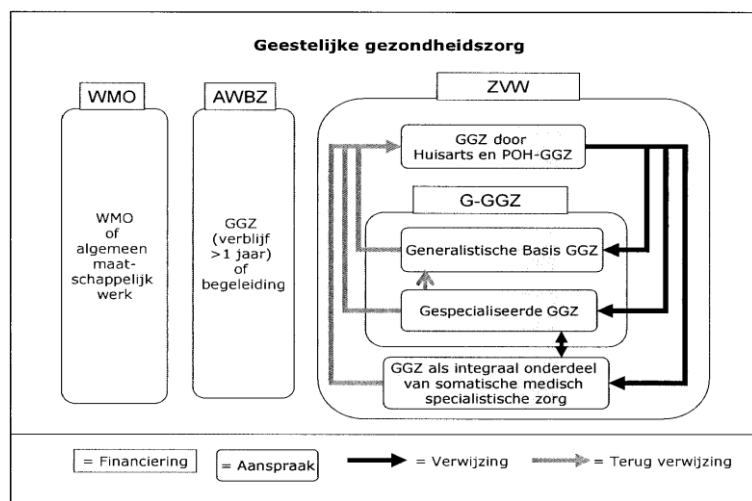 Geestelijke gezondheidszorg
WMO
AWBZ
ZVW
WMO
of
algemeen
maat-
schappelijk
werk
GGZ
(verblijf
>1 jaar)
of
begeleiding
GGZ door
Huisarts en POH-GGZ
G-GGZ
Generalistische Basis GGZ
Gespecialiseerde GGZ
GGZ als integraal onderdeel
van somatische medisch
specialistische zorg
= Financiering
= Aanspraak
= Verwijzing
= Terug verwijzing